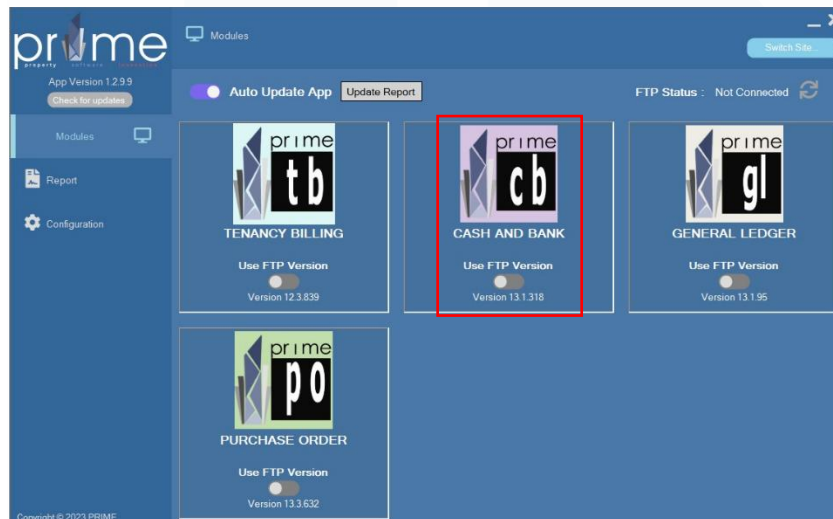 prime
property software innovation
App Version 1.2.9.9
Check for updates
Modules
Report
Configuration
Copyright © 2023 PRIME
Modules
Switch Site...
Auto Update App
Update Report
FTP Status : Not Connected
prime
tb
TENANCY BILLING
Use FTP Version
Version 12.3.839
prime
cb
CASH AND BANK
Use FTP Version
Version 13.1.318
prime
gl
GENERAL LEDGER
Use FTP Version
Version 13.1.95
prime
po
PURCHASE ORDER
Use FTP Version
Version 13.3.632